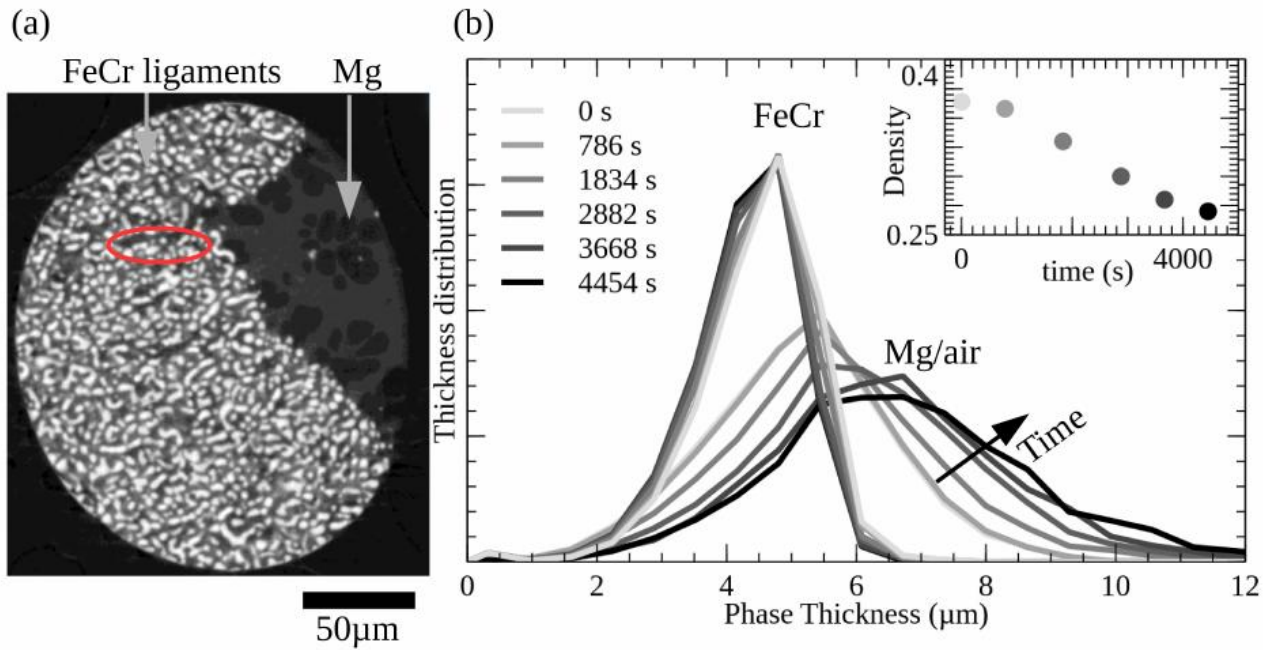 (a)
FeCr ligaments
Mg
50µm
(b)
Thickness distribution
0 s
786 s
1834 s
2882 s
3668 s
4454 s
FeCr
Mg/air
Time
0 2 4 6 8 10 12
Phase Thickness (µm)
Density
0.4
0.25
0 4000
time (s)